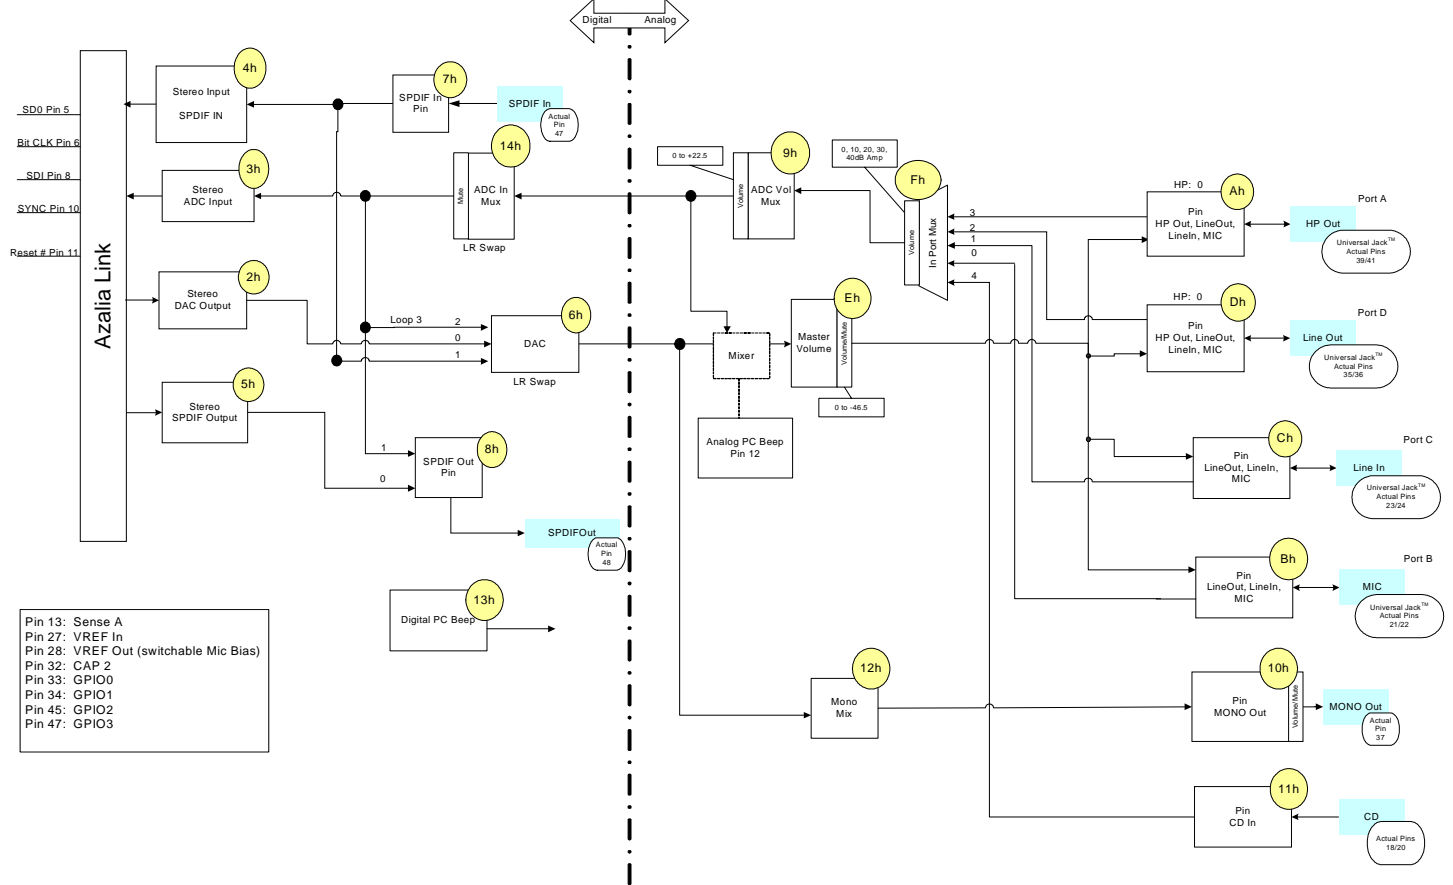 Digital Analog
4h
Stereo Input
SPDIF IN
7h
SPDIF In
Pin
SPDIF In
Actual
Pin
47
SD0 Pin 5
Bit CLK Pin 6
SDI Pin 8
SYNC Pin 10
Reset # Pin 11
Azalia Link
3h
Stereo
ADC Input
14h
Mute
ADC In
Mux
LR Swap
0 to +22.5
9h
Volume
ADC Vol
Mux
0, 10, 20, 30,
40dB Amp
Fh
Volume
In Port Mux
3
2
1
0
4
HP: 0
Ah
Pin
HP Out, LineOut,
LineIn, MIC
Port A
HP Out
Universal Jack™
Actual Pins
39/41
2h
Stereo
DAC Output
Loop 3
2
0
1
6h
DAC
LR Swap
Mixer
Eh
Master
Volume
Volume/Mute
0 to -46.5
Analog PC Beep
Pin 12
HP: 0
Dh
Pin
HP Out, LineOut,
LineIn, MIC
Port D
Line Out
Universal Jack™
Actual Pins
35/36
5h
Stereo
SPDIF Output
1
0
8h
SPDIF Out
Pin
SPDIFOut
Actual
Pin
48
Ch
Pin
LineOut, LineIn,
MIC
Port C
Line In
Universal Jack™
Actual Pins
23/24
Bh
Pin
LineOut, LineIn,
MIC
Port B
MIC
Universal Jack™
Actual Pins
21/22
13h
Digital PC Beep
Pin 13: Sense A
Pin 27: VREF In
Pin 28: VREF Out (switchable Mic Bias)
Pin 32: CAP 2
Pin 33: GPIO0
Pin 34: GPIO1
Pin 45: GPIO2
Pin 47: GPIO3
12h
Mono
Mix
10h
Pin
MONO Out
Volume/Mute
MONO Out
Actual
Pin
37
11h
Pin
CD In
CD
Actual Pins
18/20